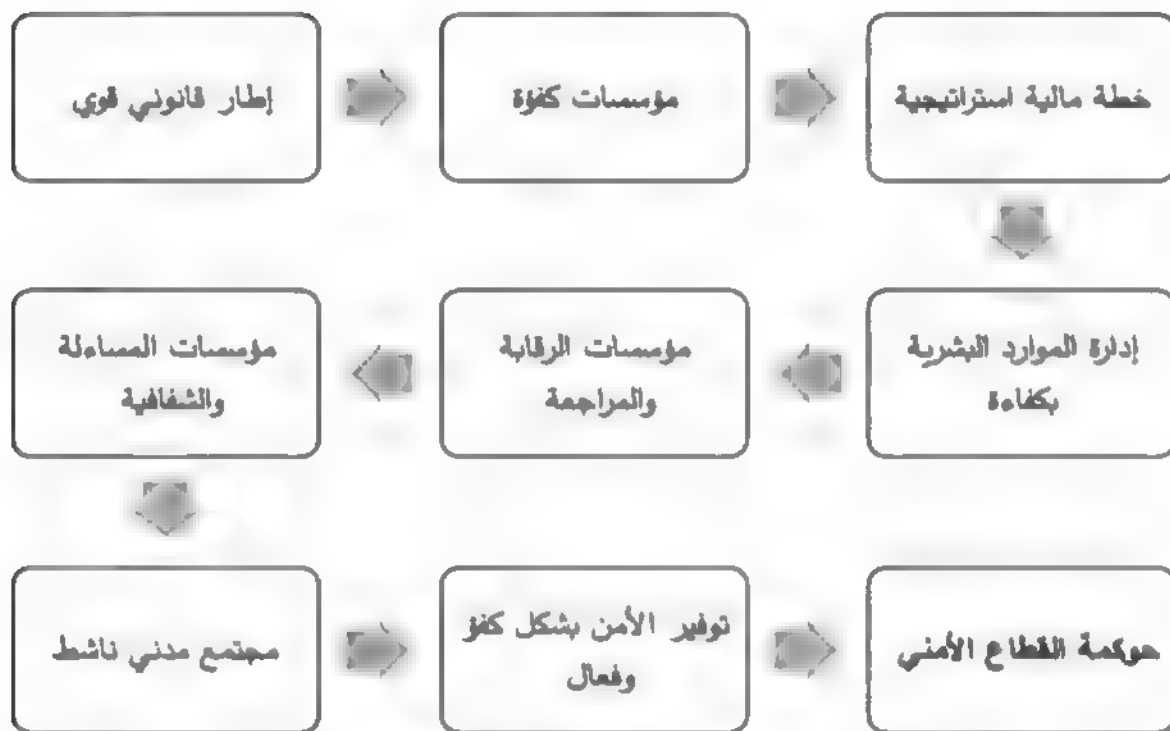 إطار قانوني قوي
مؤسسات كفؤة
خطة مالية استراتيجية
إدارة الموارد البشرية
بكفاءة
مؤسسات الرقابة
والمراجعة
مؤسسات المساءلة
والشفافية
مجتمع مدني ناشط
توفير الأمن بشكل كفؤ
وفعال
حوكمة القطاع الأمني